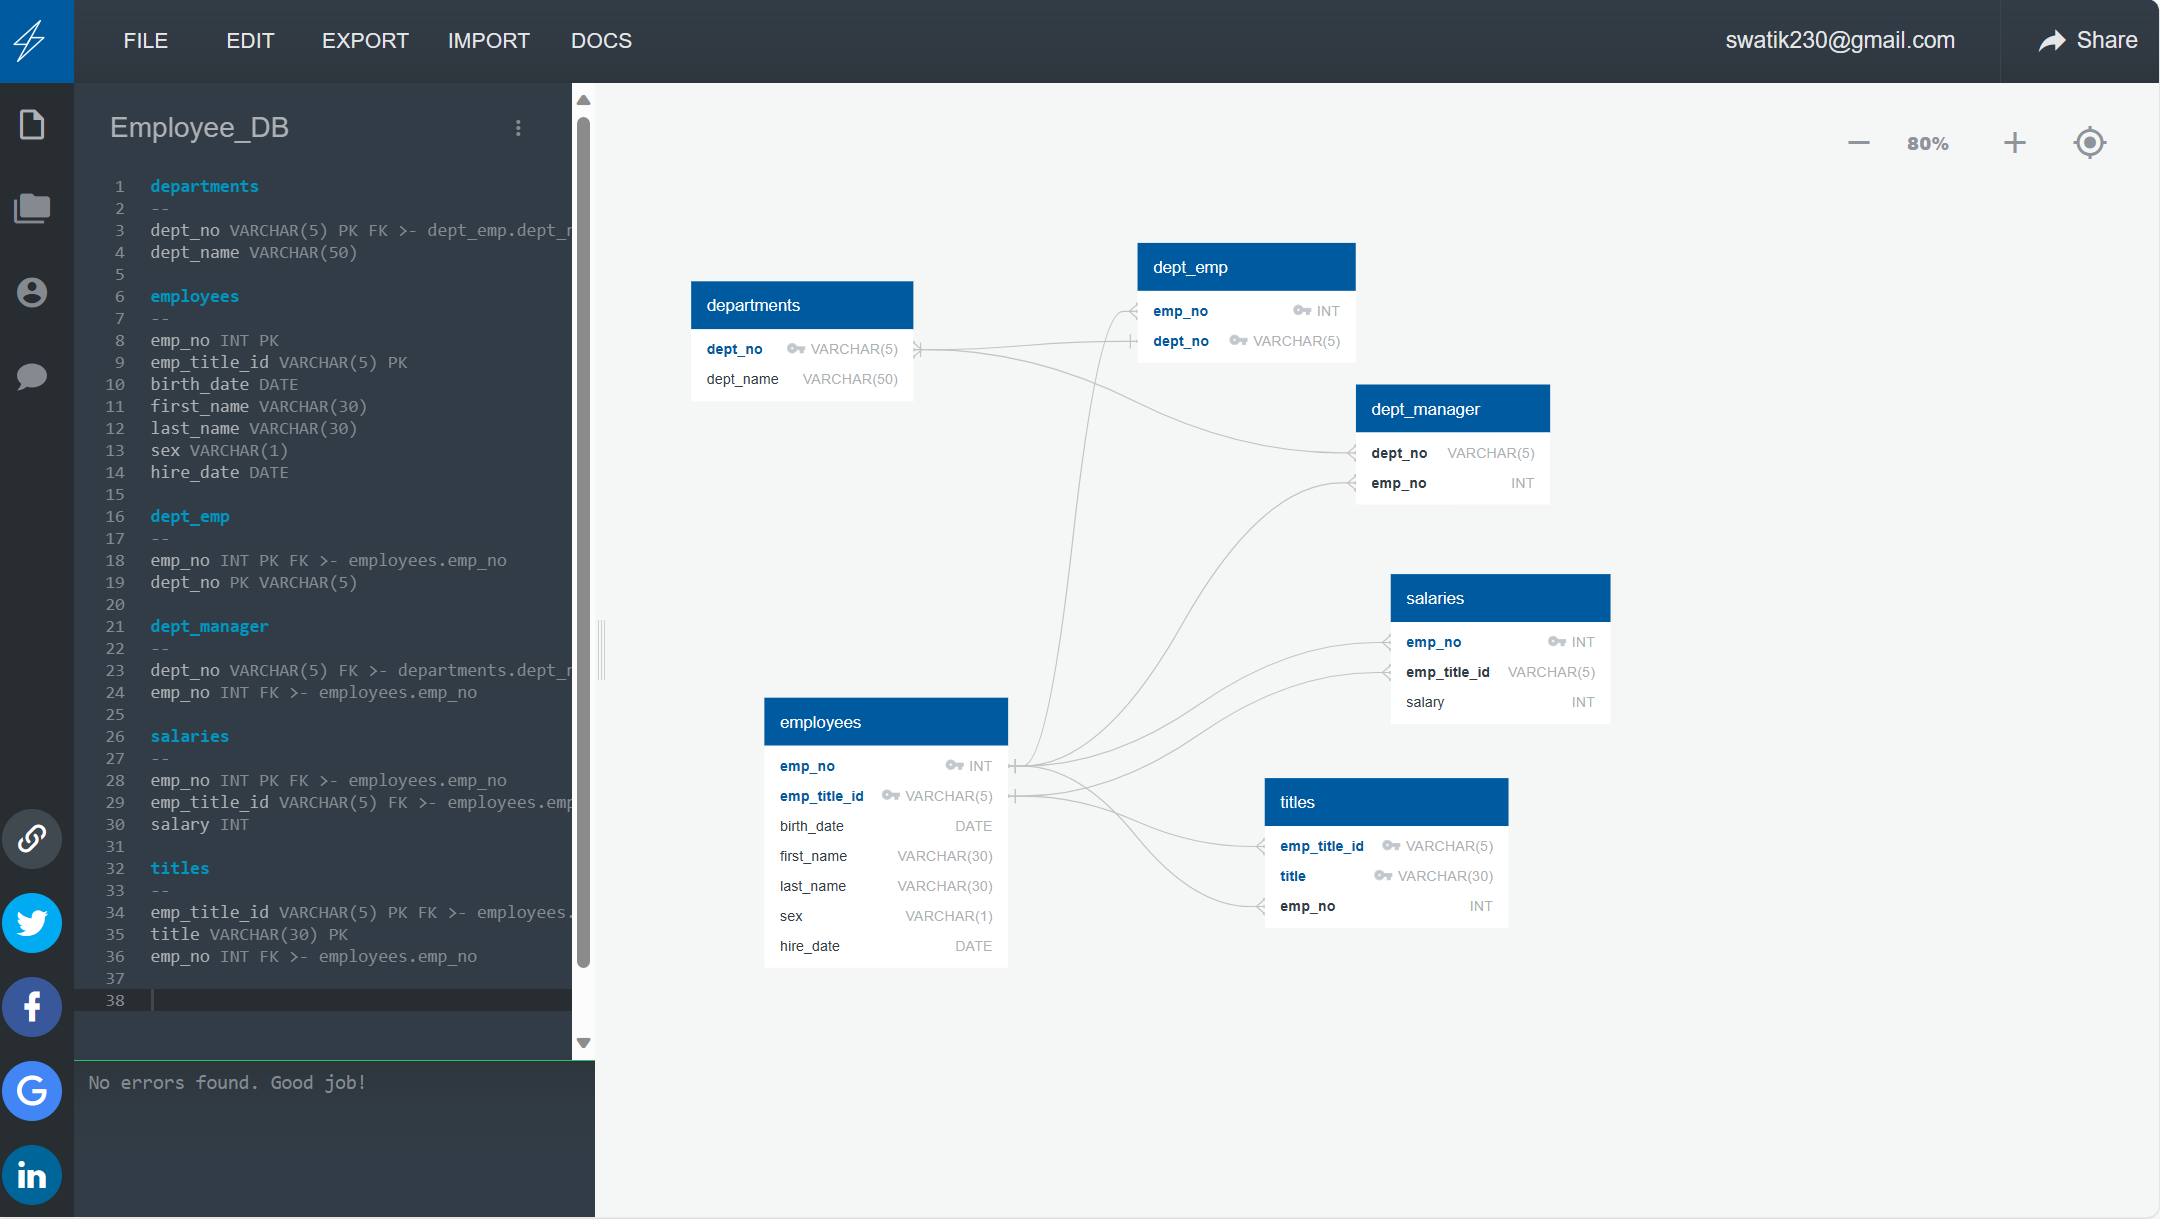 FILE EDIT EXPORT IMPORT DOCS swatik230@gmail.com Share
Employee_DB
1 departments
2 --
3 dept_no VARCHAR(5) PK FK >- dept_emp.dept_
4 dept_name VARCHAR(50)
5
6 employees
7 --
8 emp_no INT PK
9 emp_title_id VARCHAR(5) PK
10 birth_date DATE
11 first_name VARCHAR(30)
12 last_name VARCHAR(30)
13 sex VARCHAR(1)
14 hire_date DATE
15
16 dept_emp
17 --
18 emp_no INT PK FK >- employees.emp_no
19 dept_no PK VARCHAR(5)
20
21 dept_manager
22 --
23 dept_no VARCHAR(5) FK >- departments.dept_
24 emp_no INT FK >- employees.emp_no
25
26 salaries
27 --
28 emp_no INT PK FK >- employees.emp_no
29 emp_title_id VARCHAR(5) FK >- employees.emp
30 salary INT
31
32 titles
33 --
34 emp_title_id VARCHAR(5) PK FK >- employees.
35 title VARCHAR(30) PK
36 emp_no INT FK >- employees.emp_no
37
38
No errors found. Good job!
80%
departments
dept_no VARCHAR(5)
dept_name VARCHAR(50)
dept_emp
emp_no INT
dept_no VARCHAR(5)
dept_manager
dept_no VARCHAR(5)
emp_no INT
salaries
emp_no INT
emp_title_id VARCHAR(5)
salary INT
employees
emp_no INT
emp_title_id VARCHAR(5)
birth_date DATE
first_name VARCHAR(30)
last_name VARCHAR(30)
sex VARCHAR(1)
hire_date DATE
titles
emp_title_id VARCHAR(5)
title VARCHAR(30)
emp_no INT